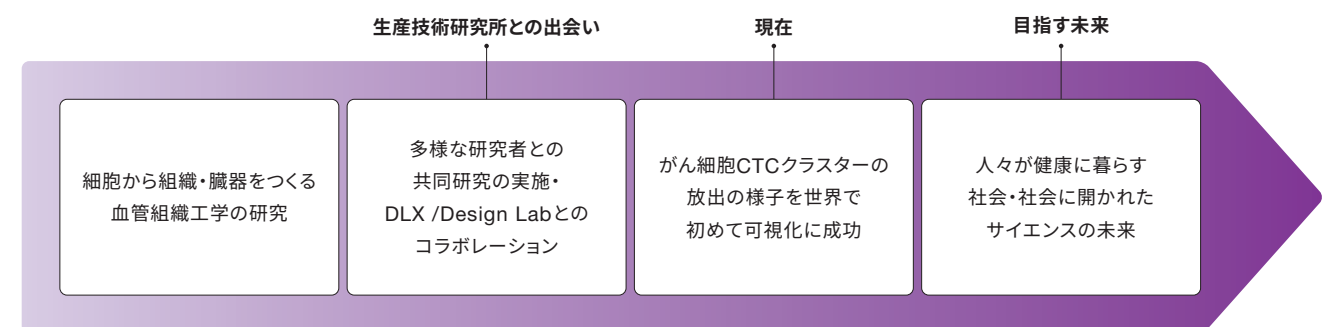 生産技術研究所との出会い
現在
目指す未来
細胞から組織・臓器をつくる
血管組織工学の研究
多様な研究者との
共同研究の実施・
DLX /Design Labとの
コラボレーション
がん細胞CTCクラスターの
放出の様子を世界で
初めて可視化に成功
人々が健康に暮らす
社会・社会に開かれた
サイエンスの未来